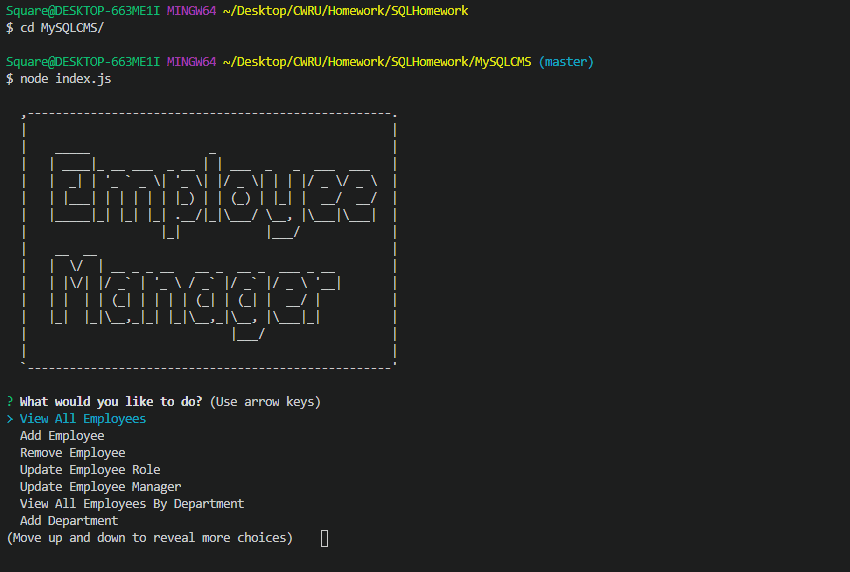 Square@DESKTOP-663ME1I MINGW64 ~/Desktop/CWRU/Homework/SQLHomework
$ cd MySQLCMS/
Square@DESKTOP-663ME1I MINGW64 ~/Desktop/CWRU/Homework/SQLHomework/MySQLCMS (master)
$ node index.js
Employee
Manager
? What would you like to do? (Use arrow keys)
> View All Employees
Add Employee
Remove Employee
Update Employee Role
Update Employee Manager
View All Employees By Department
Add Department
(Move up and down to reveal more choices)